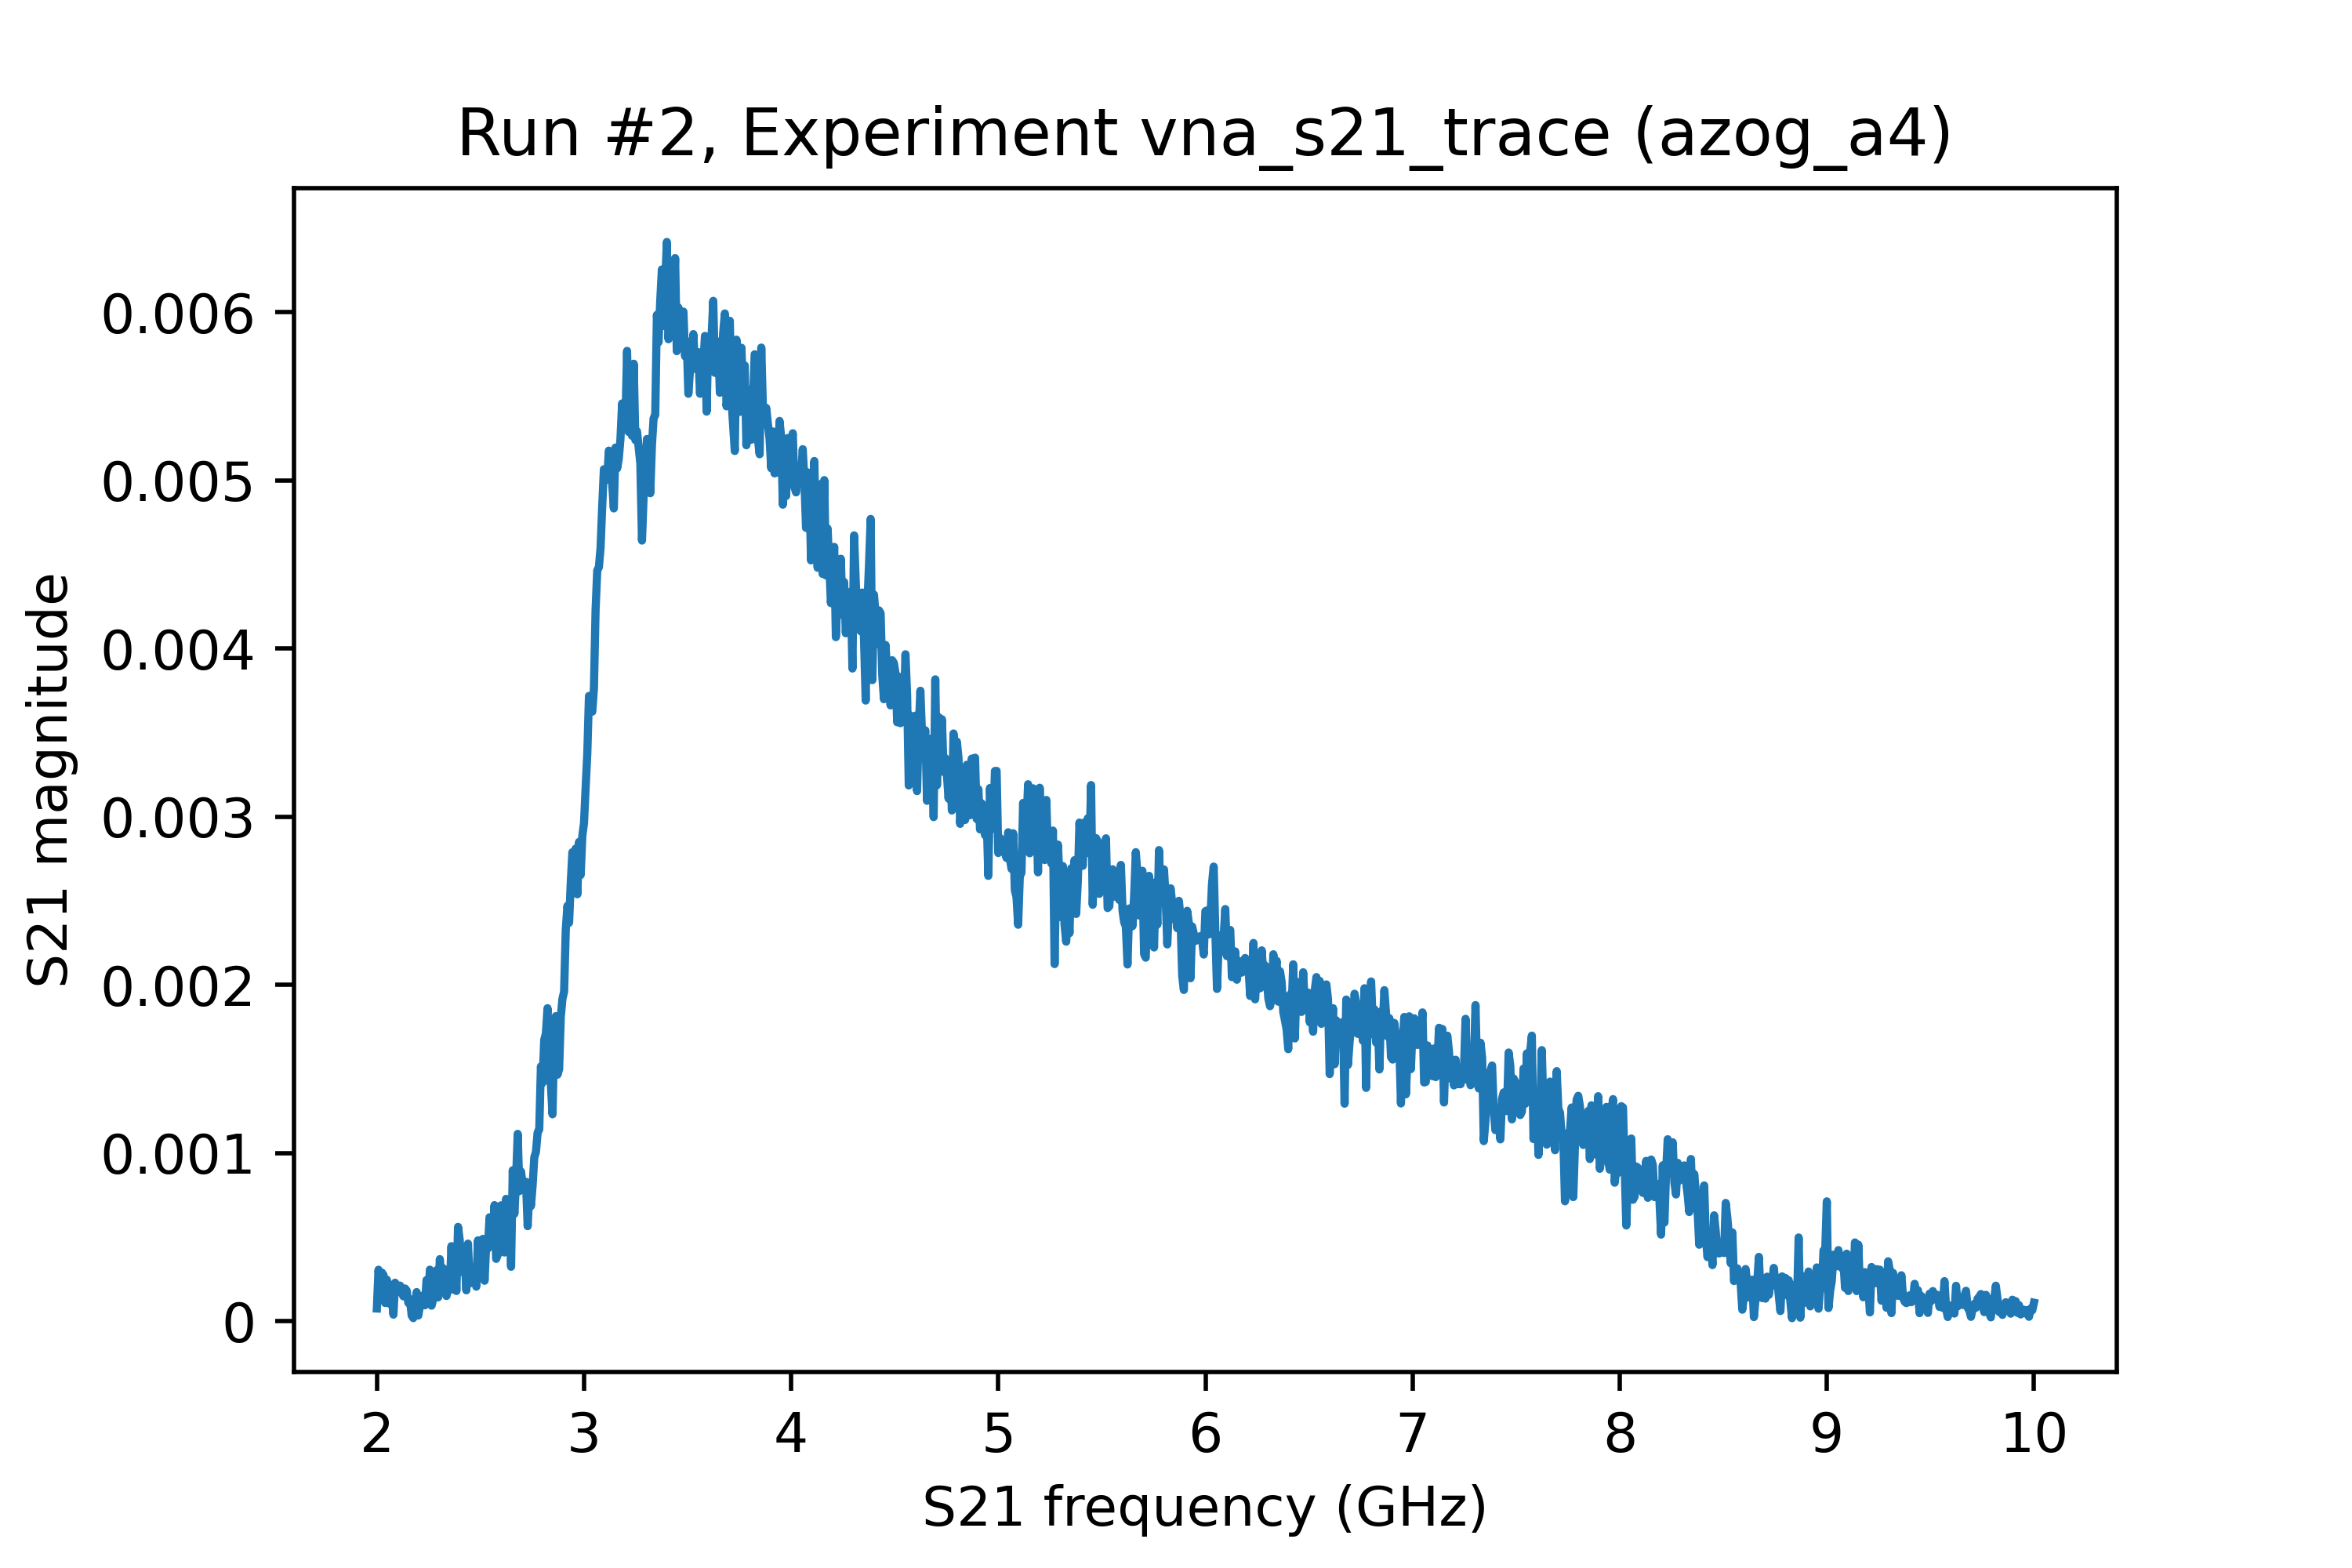 Run #2, Experiment vna_s21_trace (azog_a4)
S21 magnitude
0.006
0.005
0.004
0.003
0.002
0.001
0
2 3 4 5 6 7 8 9 10
S21 frequency (GHz)